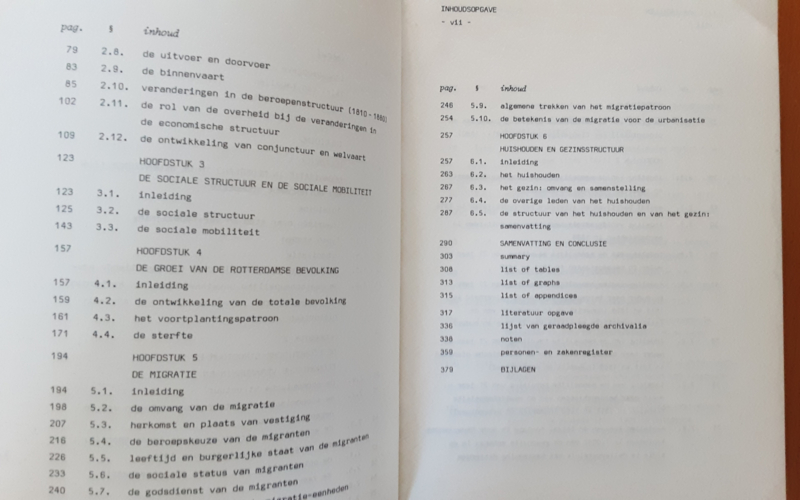 pag. § inhoud
79 2.8. de uitvoer en doorvoer
83 2.9. de binnenvaart
85 2.10. veranderingen in de beroepenstructuur (1810-1880)
102 2.11. de rol van de overheid bij de veranderingen in
de economische structuur
109 2.12. de ontwikkeling van conjunctuur en welvaart
123 HOOFDSTUK 3
DE SOCIALE STRUCTUUR EN DE SOCIALE MOBILITEIT
123 3.1. inleiding
125 3.2. de sociale structuur
143 3.3. de sociale mobiliteit
157 HOOFDSTUK 4
DE GROEI VAN DE ROTTERDAMSE BEVOLKING
157 4.1. inleiding
159 4.2. de ontwikkeling van de totale bevolking
161 4.3. het voortplantingspatroon
171 4.4. de sterfte
194 HOOFDSTUK 5
DE MIGRATIE
194 5.1. inleiding
198 5.2. de omvang van de migratie
207 5.3. herkomst en plaats van vestiging
216 5.4. de beroepskeuze van de migranten
226 5.5. leeftijd en burgerlijke staat van de migranten
233 5.6. de sociale status van migranten
240 5.7. de godsdienst van de migranten
INHOUDSOPGAVE
- vii -
pag. § inhoud
246 5.9. algemene trekken van het migratiepatroon
254 5.10. de betekenis van de migratie voor de urbanisatie
257 HOOFDSTUK 6
HUISHOUDEN EN GEZINSSTRUCTUUR
257 6.1. inleiding
263 6.2. het huishouden
267 6.3. het gezin: omvang en samenstelling
277 6.4. de overige leden van het huishouden
287 6.5. de structuur van het huishouden en van het gezin:
samenvatting
290 SAMENVATTING EN CONCLUSIE
303 summary
308 list of tables
313 list of graphs
315 list of appendices
317 literatuur opgave
336 lijst van geraadpleegde archivalia
338 noten
359 personen- en zakenregister
379 BIJLAGEN